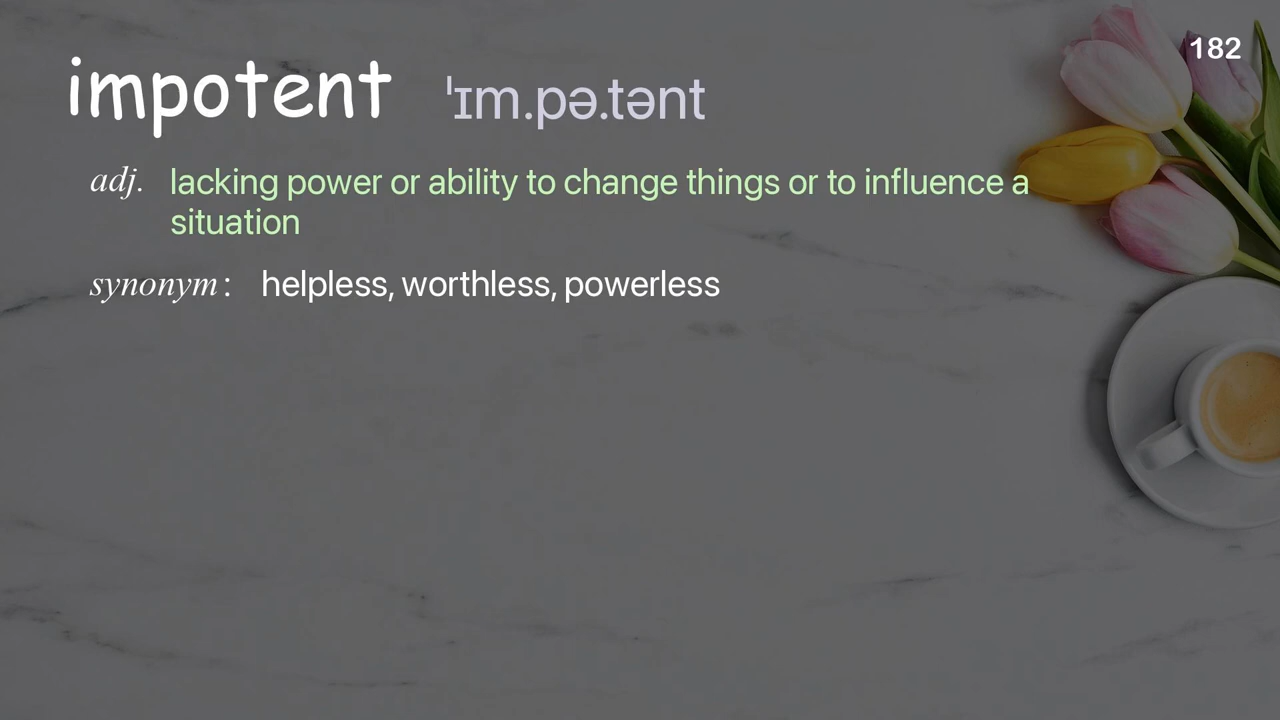 182
impotent ˈɪm.pə.tənt
adj. lacking power or ability to change things or to influence a
situation
synonym: helpless, worthless, powerless